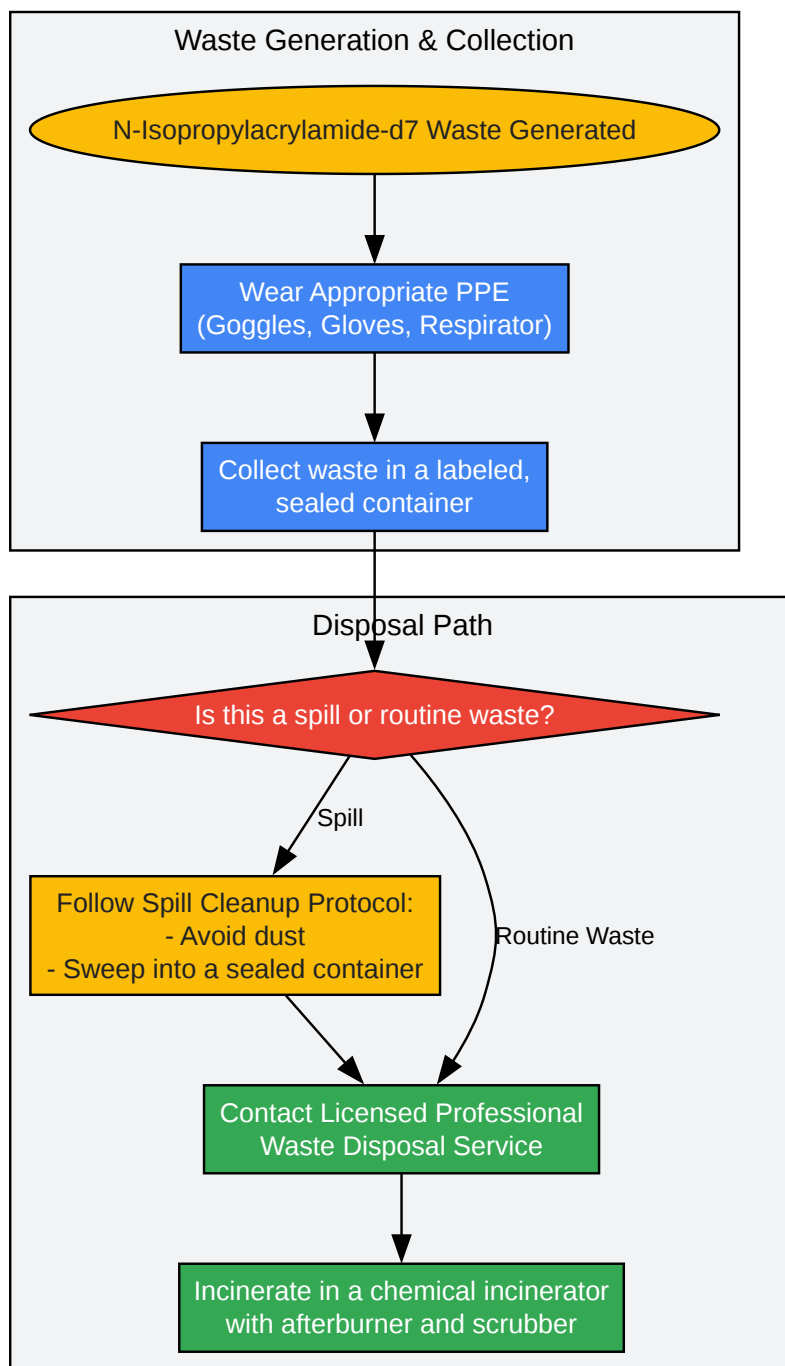 Waste Generation & Collection
N-Isopropylacrylamide-d7 Waste Generated
Wear Appropriate PPE
(Goggles, Gloves, Respirator)
Collect waste in a labeled,
sealed container
Disposal Path
Is this a spill or routine waste?
Spill
Follow Spill Cleanup Protocol:
- Avoid dust
- Sweep into a sealed container
Routine Waste
Contact Licensed Professional
Waste Disposal Service
Incinerate in a chemical incinerator
with afterburner and scrubber